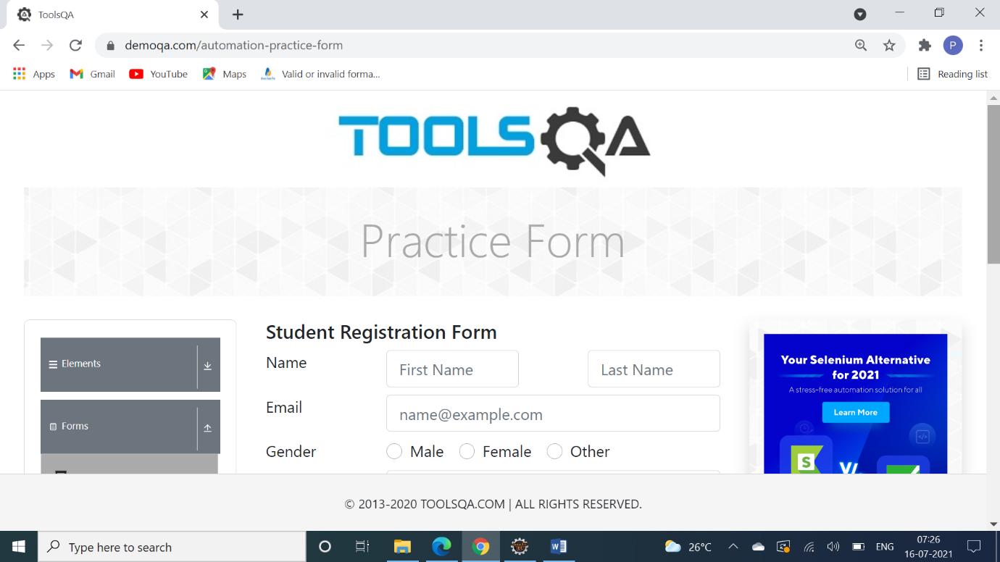 ToolsQA
demoqa.com/automation-practice-form
P
Apps
Gmail
YouTube
Maps
Valid or invalid forma...
Reading list
TOOLSQA
Practice Form
Elements
Forms
Student Registration Form
Name
First Name
Last Name
Email
name@example.com
Gender
Male
Female
Other
Your Selenium Alternative
for 2021
A stress-free automation solution for all
Learn More
S
V/.
© 2013-2020 TOOLSQA.COM | ALL RIGHTS RESERVED.
Type here to search
26°C
ENG
07:26
16-07-2021